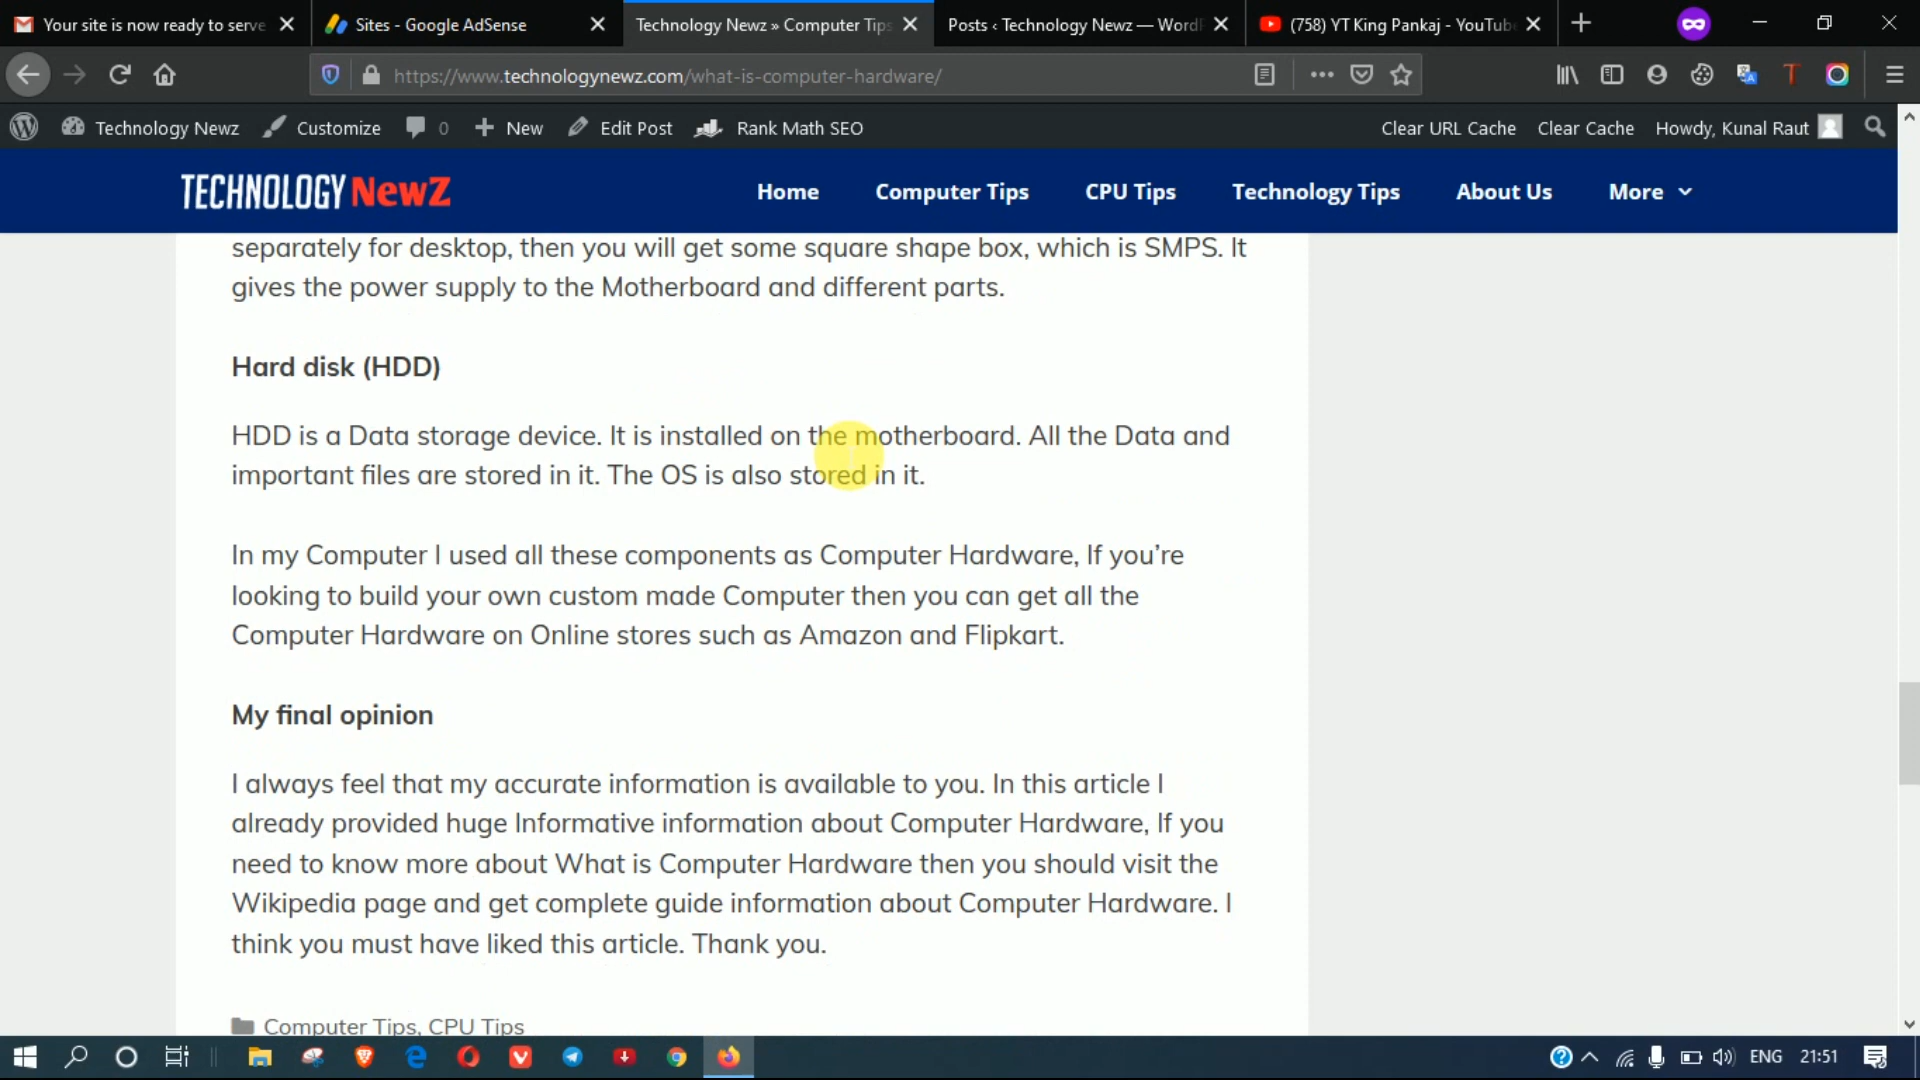 Your site is now ready to serve
Sites - Google AdSense
Technology Newz » Computer Tips
Posts ‹ Technology Newz — Word
(758) YT King Pankaj - YouTub
https://www.technologynewz.com/what-is-computer-hardware/
Technology Newz
Customize
0
New
Edit Post
Rank Math SEO
Clear URL Cache
Clear Cache
Howdy, Kunal Raut
TECHNOLOGY NewZ
Home
Computer Tips
CPU Tips
Technology Tips
About Us
More
separately for desktop, then you will get some square shape box, which is SMPS. It
gives the power supply to the Motherboard and different parts.
Hard disk (HDD)
HDD is a Data storage device. It is installed on the motherboard. All the Data and
important files are stored in it. The OS is also stored in it.
In my Computer I used all these components as Computer Hardware, If you’re
looking to build your own custom made Computer then you can get all the
Computer Hardware on Online stores such as Amazon and Flipkart.
My final opinion
I always feel that my accurate information is available to you. In this article I
already provided huge Informative information about Computer Hardware, If you
need to know more about What is Computer Hardware then you should visit the
Wikipedia page and get complete guide information about Computer Hardware. I
think you must have liked this article. Thank you.
Computer Tips, CPU Tips
ENG
21:51